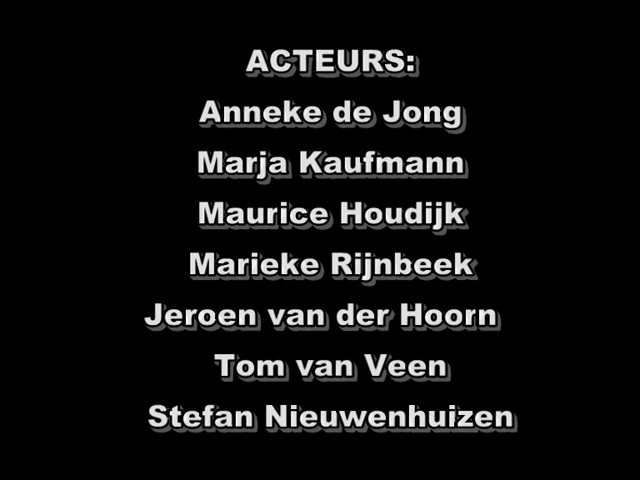 ACTEURS:
Anneke de Jong
Marja Kaufmann
Maurice Houdijk
Marieke Rijnbeek
Jeroen van der Hoorn
Tom van Veen
Stefan Nieuwenhuizen